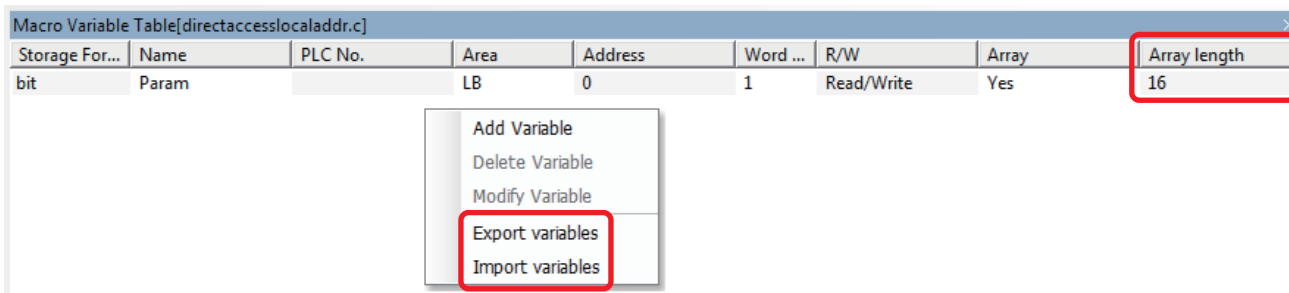 Macro Variable Table[directaccesslocaladdr.c]
Storage For... Name PLC No. Area Address Word ... R/W Array Array length
bit Param LB 0 1 Read/Write Yes 16
Add Variable
Delete Variable
Modify Variable
Export variables
Import variables